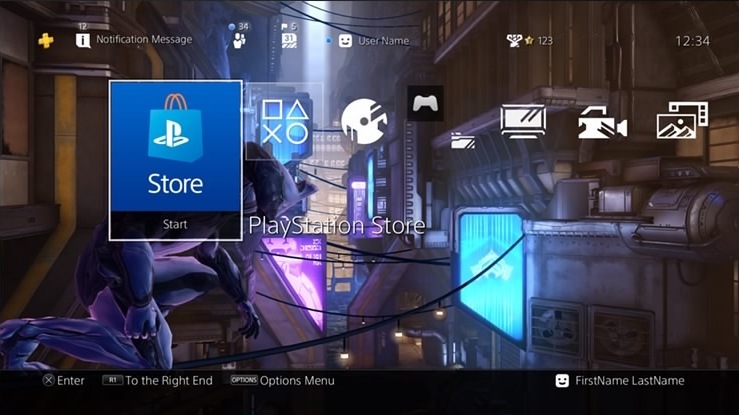 12
Notification Message
34
5
31
User Name
123
12:34
Store
Start
PlayStation Store
Enter
R1 To the Right End
OPTIONS Options Menu
FirstName LastName